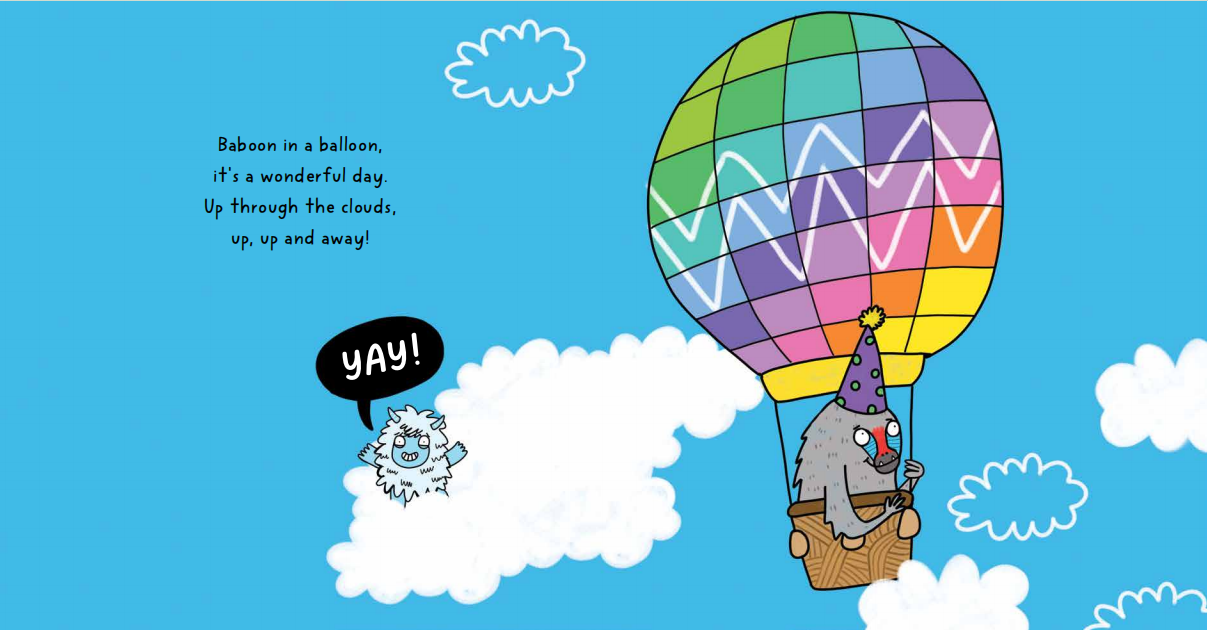 Baboon in a balloon,
it's a wonderful day.
Up through the clouds,
up, up and away!
YAY!